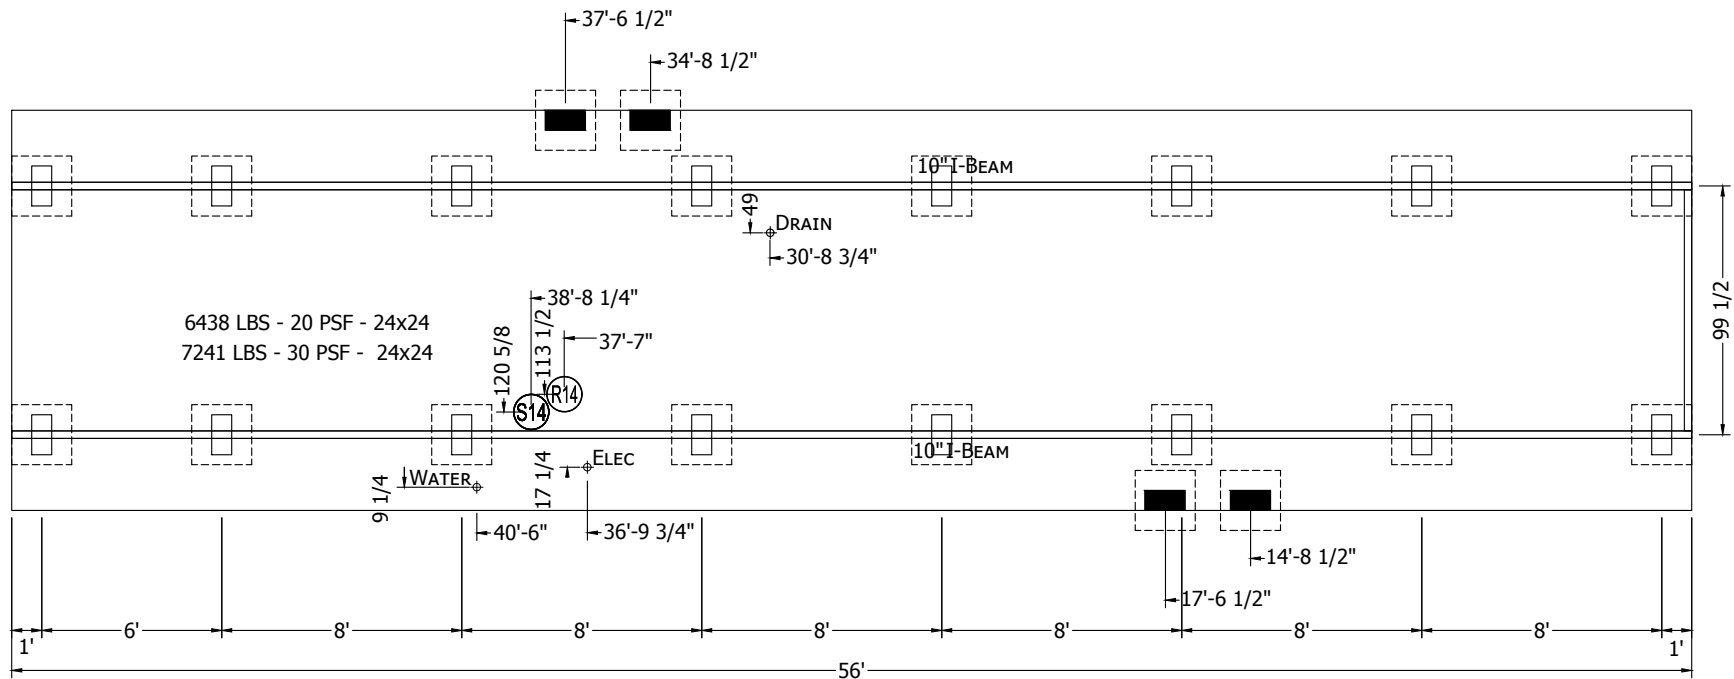 37'-6 1/2"
34'-8 1/2"
10" I-BEAM
49
DRAIN
30'-8 3/4"
99 1/2
38'-8 1/4"
6438 LBS - 20 PSF - 24x24
7241 LBS - 30 PSF - 24x24
120 5/8
113 1/2
37'-7"
R14
S14
10" I-BEAM
ELEC
17 1/4
WATER
9 1/4
40'-6"
36'-9 3/4"
14'-8 1/2"
17'-6 1/2"
1'
6'
8'
8'
8'
8'
8'
8'
1'
56'